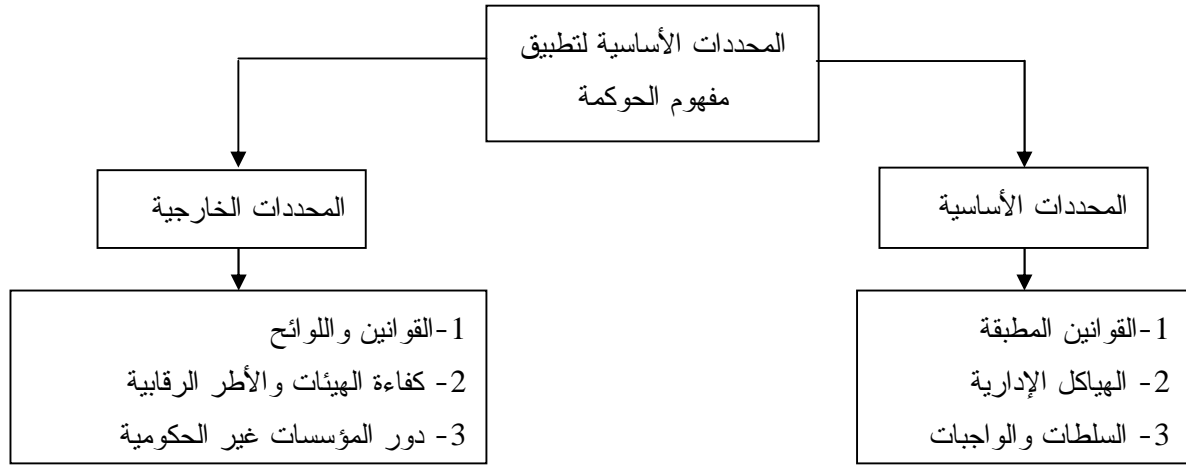 المحددات الأساسية لتطبيق
مفهوم الحوكمة
المحددات الأساسية
المحددات الخارجية
1-القوانين المطبقة
2- الهياكل الإدارية
3- السلطات والواجبات
1-القوانين واللوائح
2- كفاءة الهيئات والأطر الرقابية
3- دور المؤسسات غير الحكومية